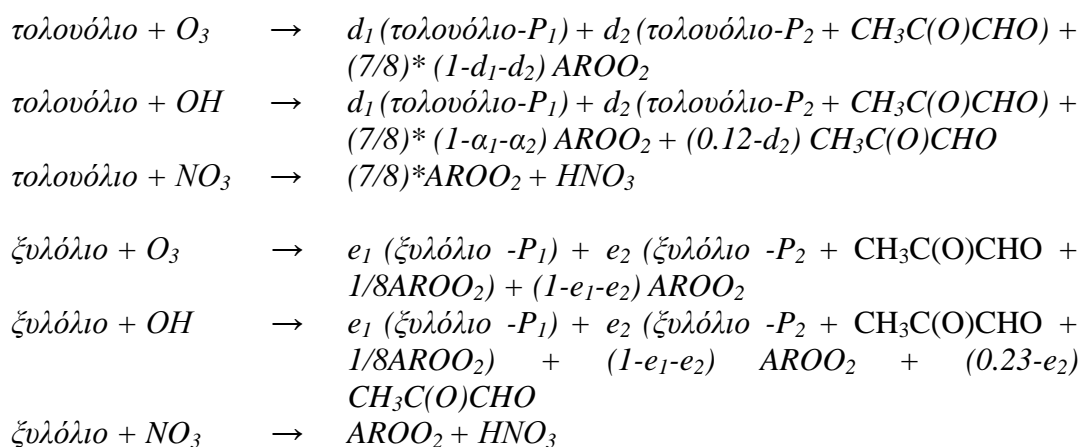 τολουόλιο + O₃ → d₁ (τολουόλιο-P₁) + d₂ (τολουόλιο-P₂ + CH₃C(O)CHO) +
(7/8)* (1-d₁-d₂) AROO₂
τολουόλιο + OH → d₁ (τολουόλιο-P₁) + d₂ (τολουόλιο-P₂ + CH₃C(O)CHO) +
(7/8)* (1-α₁-α₂) AROO₂ + (0.12-d₂) CH₃C(O)CHO
τολουόλιο + NO₃ → (7/8)*AROO₂ + HNO₃
ξυλόλιο + O₃ → e₁ (ξυλόλιο -P₁) + e₂ (ξυλόλιο -P₂ + CH₃C(O)CHO +
1/8AROO₂) + (1-e₁-e₂) AROO₂
ξυλόλιο + OH → e₁ (ξυλόλιο -P₁) + e₂ (ξυλόλιο -P₂ + CH₃C(O)CHO +
1/8AROO₂) + (1-e₁-e₂) AROO₂ + (0.23-e₂)
CH₃C(O)CHO
ξυλόλιο + NO₃ → AROO₂ + HNO₃